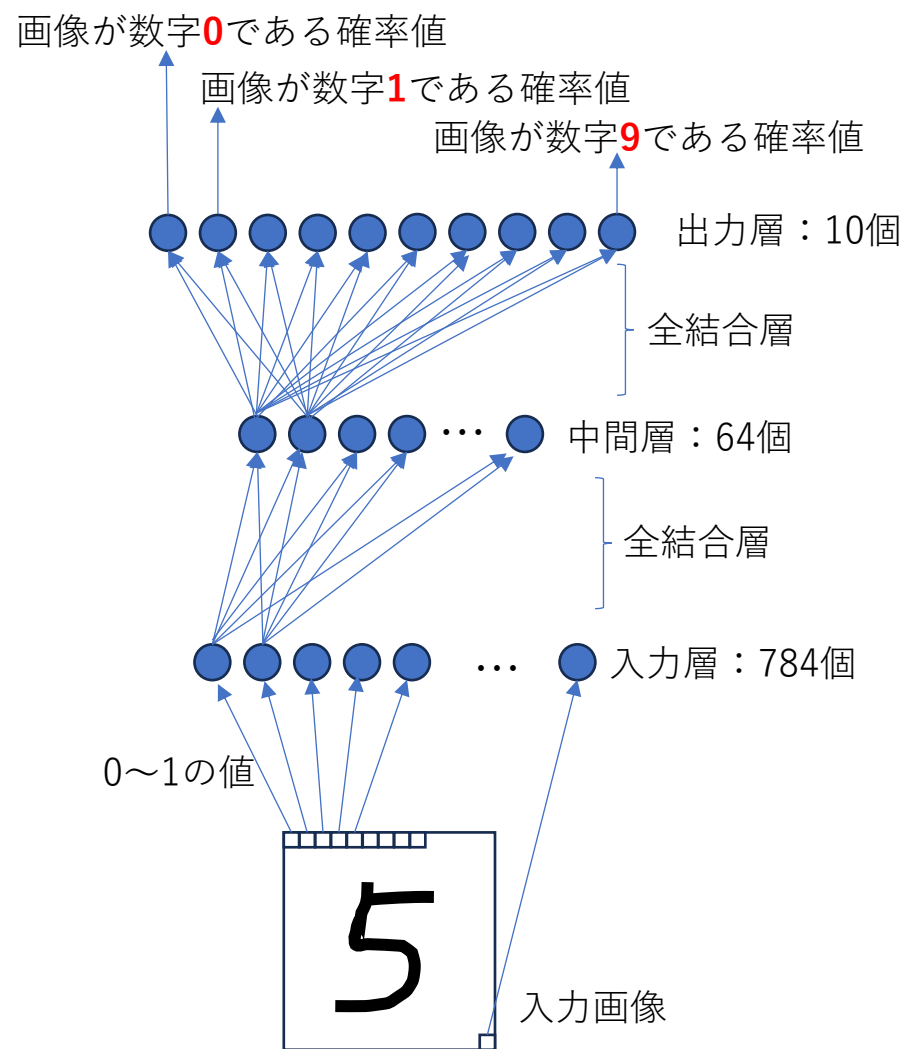 画像が数字0である確率値
画像が数字1である確率値
画像が数字9である確率値
出力層：10個
全結合層
… 中間層：64個
全結合層
… 入力層：784個
0～1の値
5
入力画像